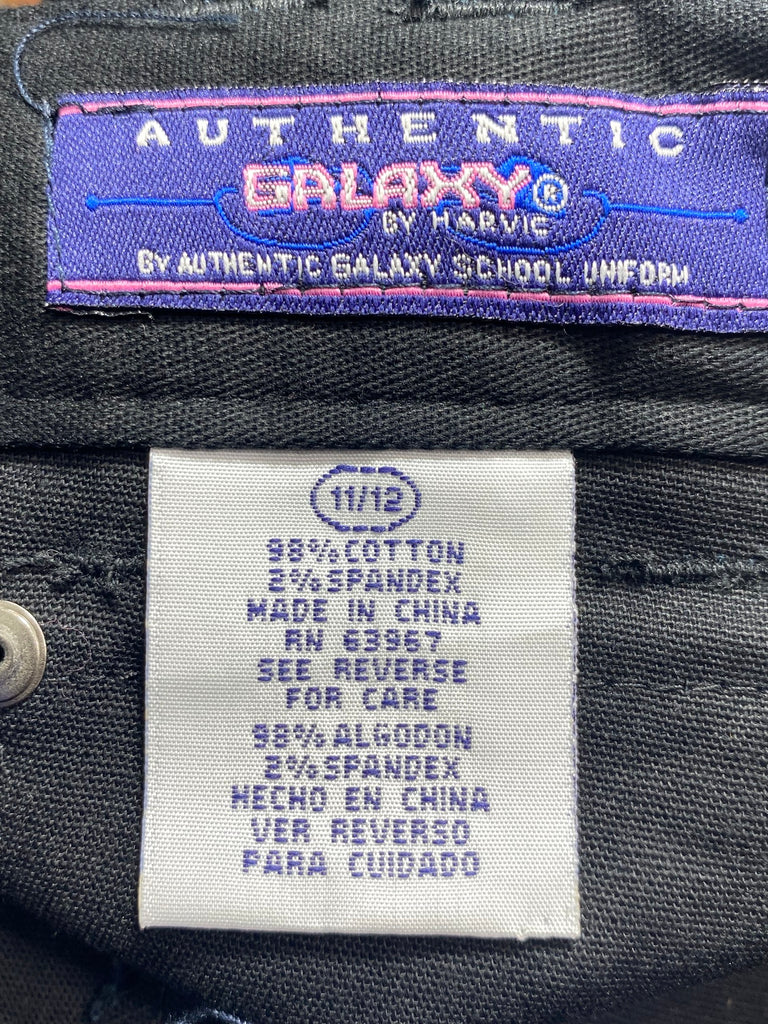 AUTHENTIC
GALAXY®
BY HARVIC
BY AUTHENTIC GALAXY SCHOOL UNIFORM
11/12
98% COTTON
2% SPANDEX
MADE IN CHINA
RN 63967
SEE REVERSE
FOR CARE
98% ALGODON
2% SPANDEX
HECHO EN CHINA
VER REVERSO
PARA CUIDADO